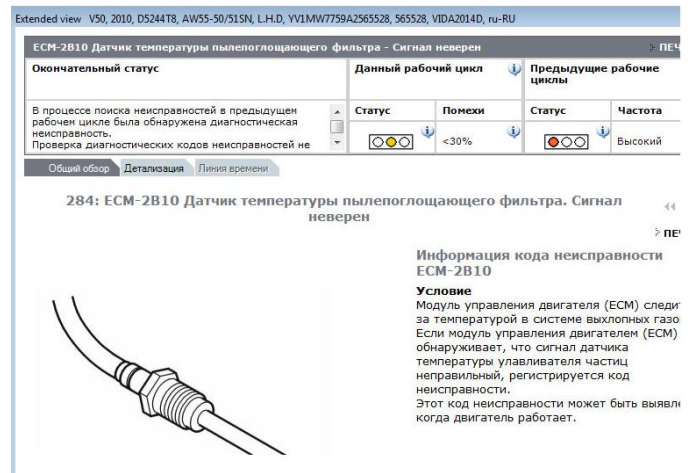 Extended view V50, 2010, D5244T8, AW55-50/51SN, L.H.D, YV1MW7759A2565528, 565528, VIDA2014D, ru-RU
ECM-2B10 Датчик температуры пылепоглощающего фильтра - Сигнал неверен
ПЕЧ
Окончательный статус
Данный рабочий цикл
Предыдущие рабочие
циклы
В процессе поиска неисправностей в предыдущем
рабочем цикле была обнаружена диагностическая
неисправность.
Проверка диагностических кодов неисправностей не
Статус
Помехи
Статус
Частота
<30%
Высокий
Общий обзор
Детализация
Линия времени
284: ECM-2B10 Датчик температуры пылепоглощающего фильтра. Сигнал
неверен
ПЕЧ
Информация кода неисправности
ECM-2B10
Условие
Модуль управления двигателя (ECM) следит
за температурой в системе выхлопных газо
Если модуль управления двигателем (ECM)
обнаруживает, что сигнал датчика
температуры улавливателя частиц
неправильный, регистрируется код
неисправности.
Этот код неисправности может быть выявле
когда двигатель работает.